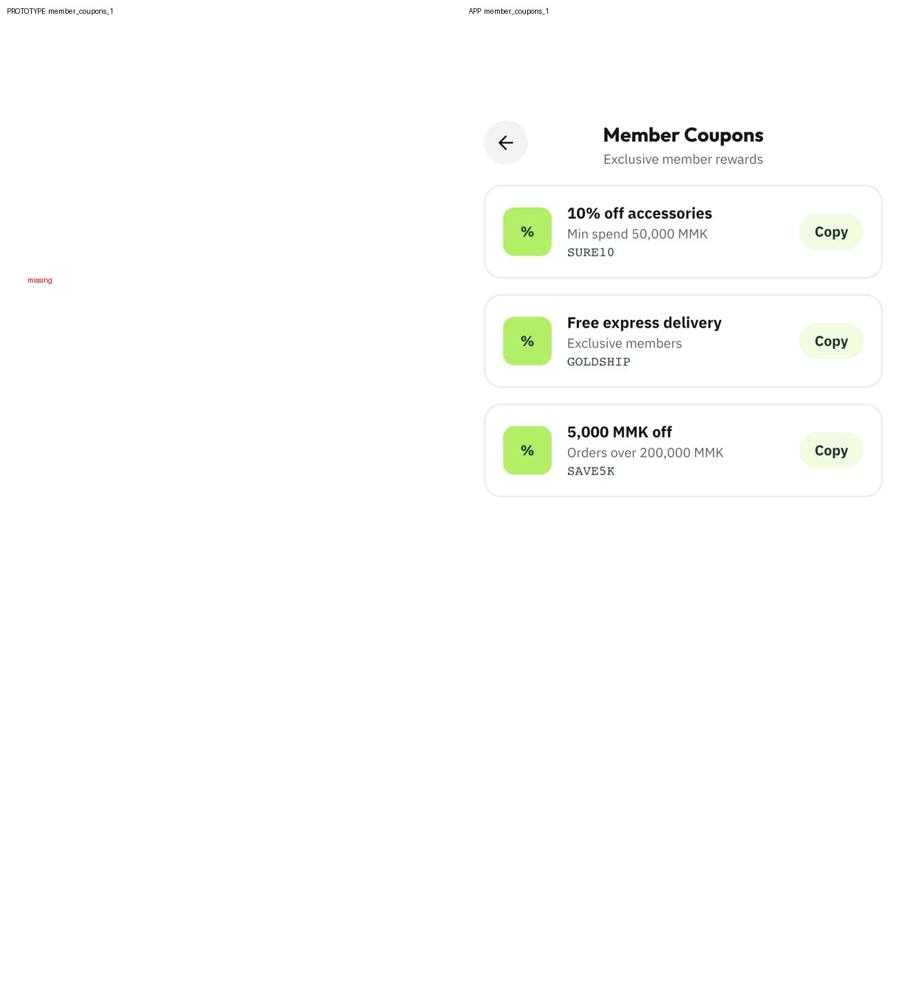 PROTOTYPE member_coupons_1
APP member_coupons_1
missing
Member Coupons
Exclusive member rewards
%
10% off accessories
Min spend 50,000 MMK
SURE10
Copy
%
Free express delivery
Exclusive members
GOLDSHIP
Copy
%
5,000 MMK off
Orders over 200,000 MMK
SAVE5K
Copy